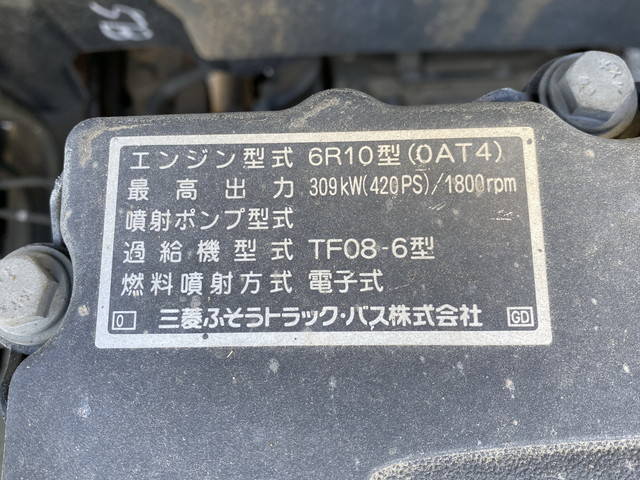 エンジン型式 6R10型(0AT4)
最高出力 309kW(420PS)/1800rpm
噴射ポンプ型式
過給機型式 TF08-6型
燃料噴射方式 電子式
0 三菱ふそうトラック・バス株式会社 GD